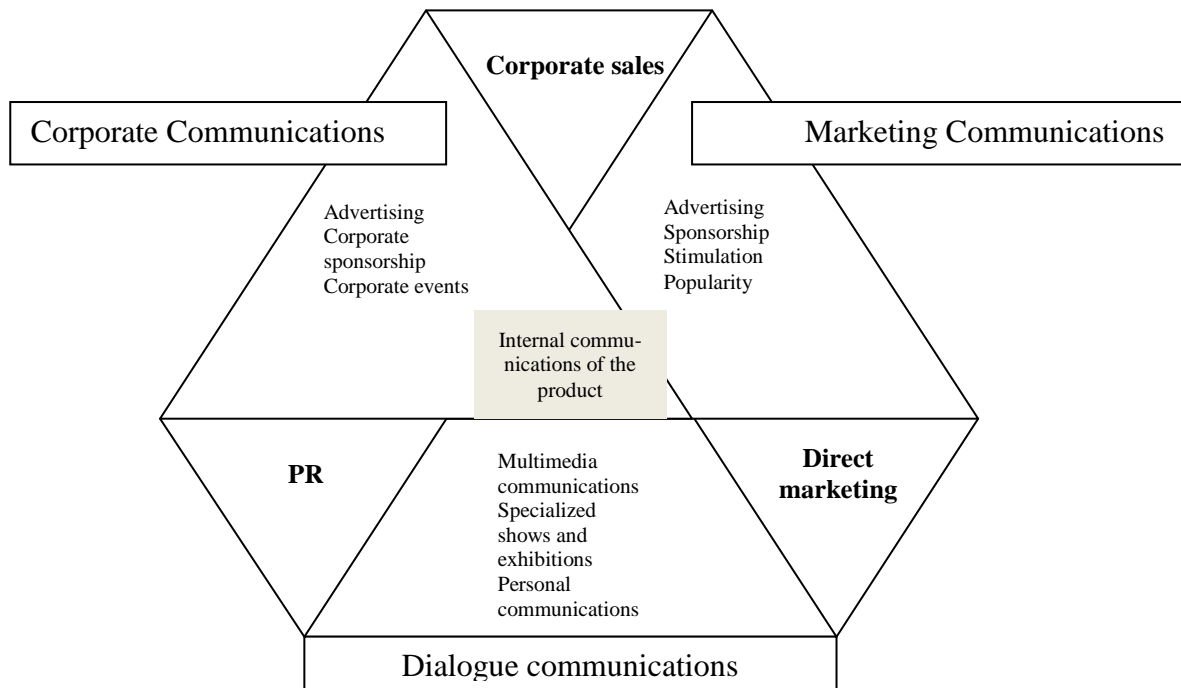 Corporate sales
Corporate Communications
Marketing Communications
Advertising
Corporate
sponsorship
Corporate events
Advertising
Sponsorship
Stimulation
Popularity
Internal commu-
nications of the
product
PR
Multimedia
communications
Specialized
shows and
exhibitions
Personal
communications
Direct
marketing
Dialogue communications